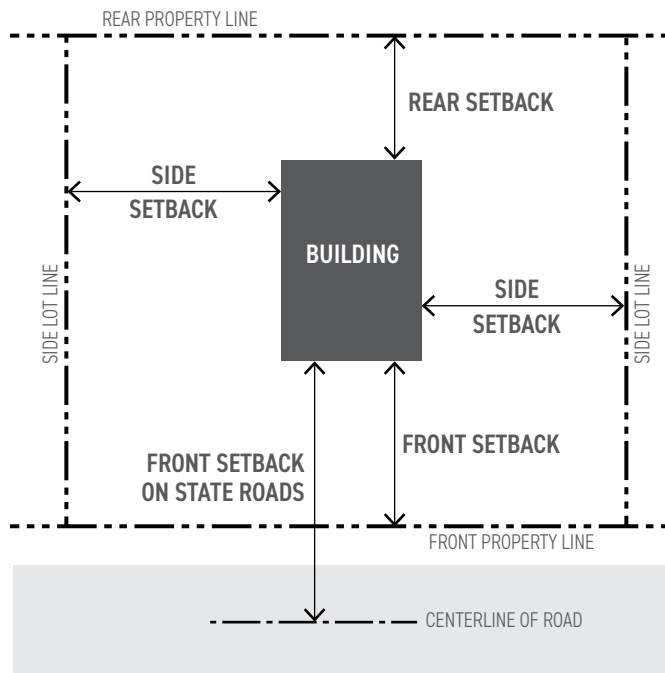 REAR PROPERTY LINE
REAR SETBACK
SIDE
SETBACK
BUILDING
SIDE LOT LINE
SIDE
SETBACK
SIDE LOT LINE
FRONT SETBACK
FRONT SETBACK
ON STATE ROADS
FRONT PROPERTY LINE
CENTERLINE OF ROAD